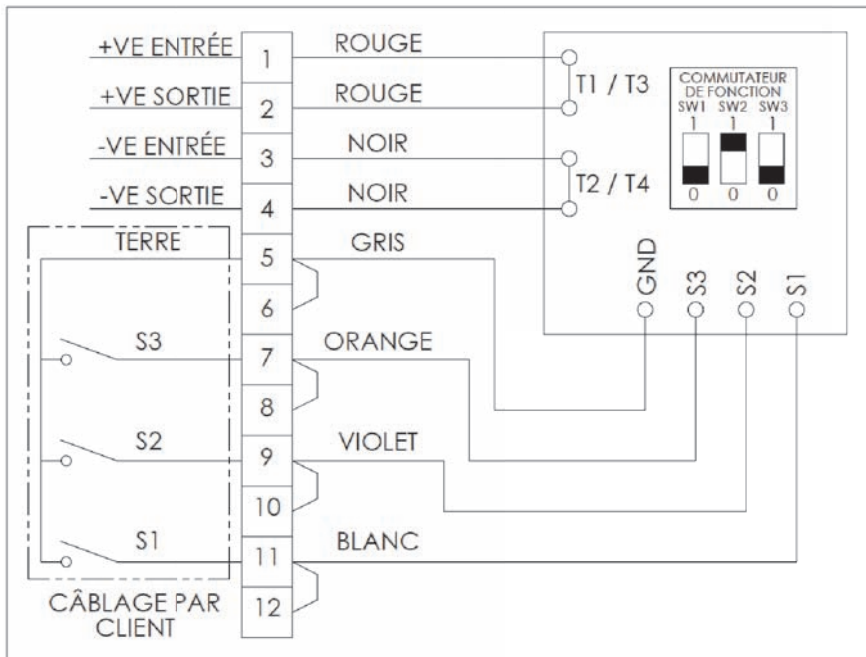 +VE ENTRÉE 1 ROUGE
+VE SORTIE 2 ROUGE
-VE ENTRÉE 3 NOIR
-VE SORTIE 4 NOIR
TERRE 5 GRIS
6
S3 7 ORANGE
8
S2 9 VIOLET
10
S1 11 BLANC
12
CÂBLAGE PAR
CLIENT
T1 / T3
T2 / T4
COMMUTATEUR
DE FONCTION
SW1 SW2 SW3
1 1 1
0 0 0
GND S3 S2 S1